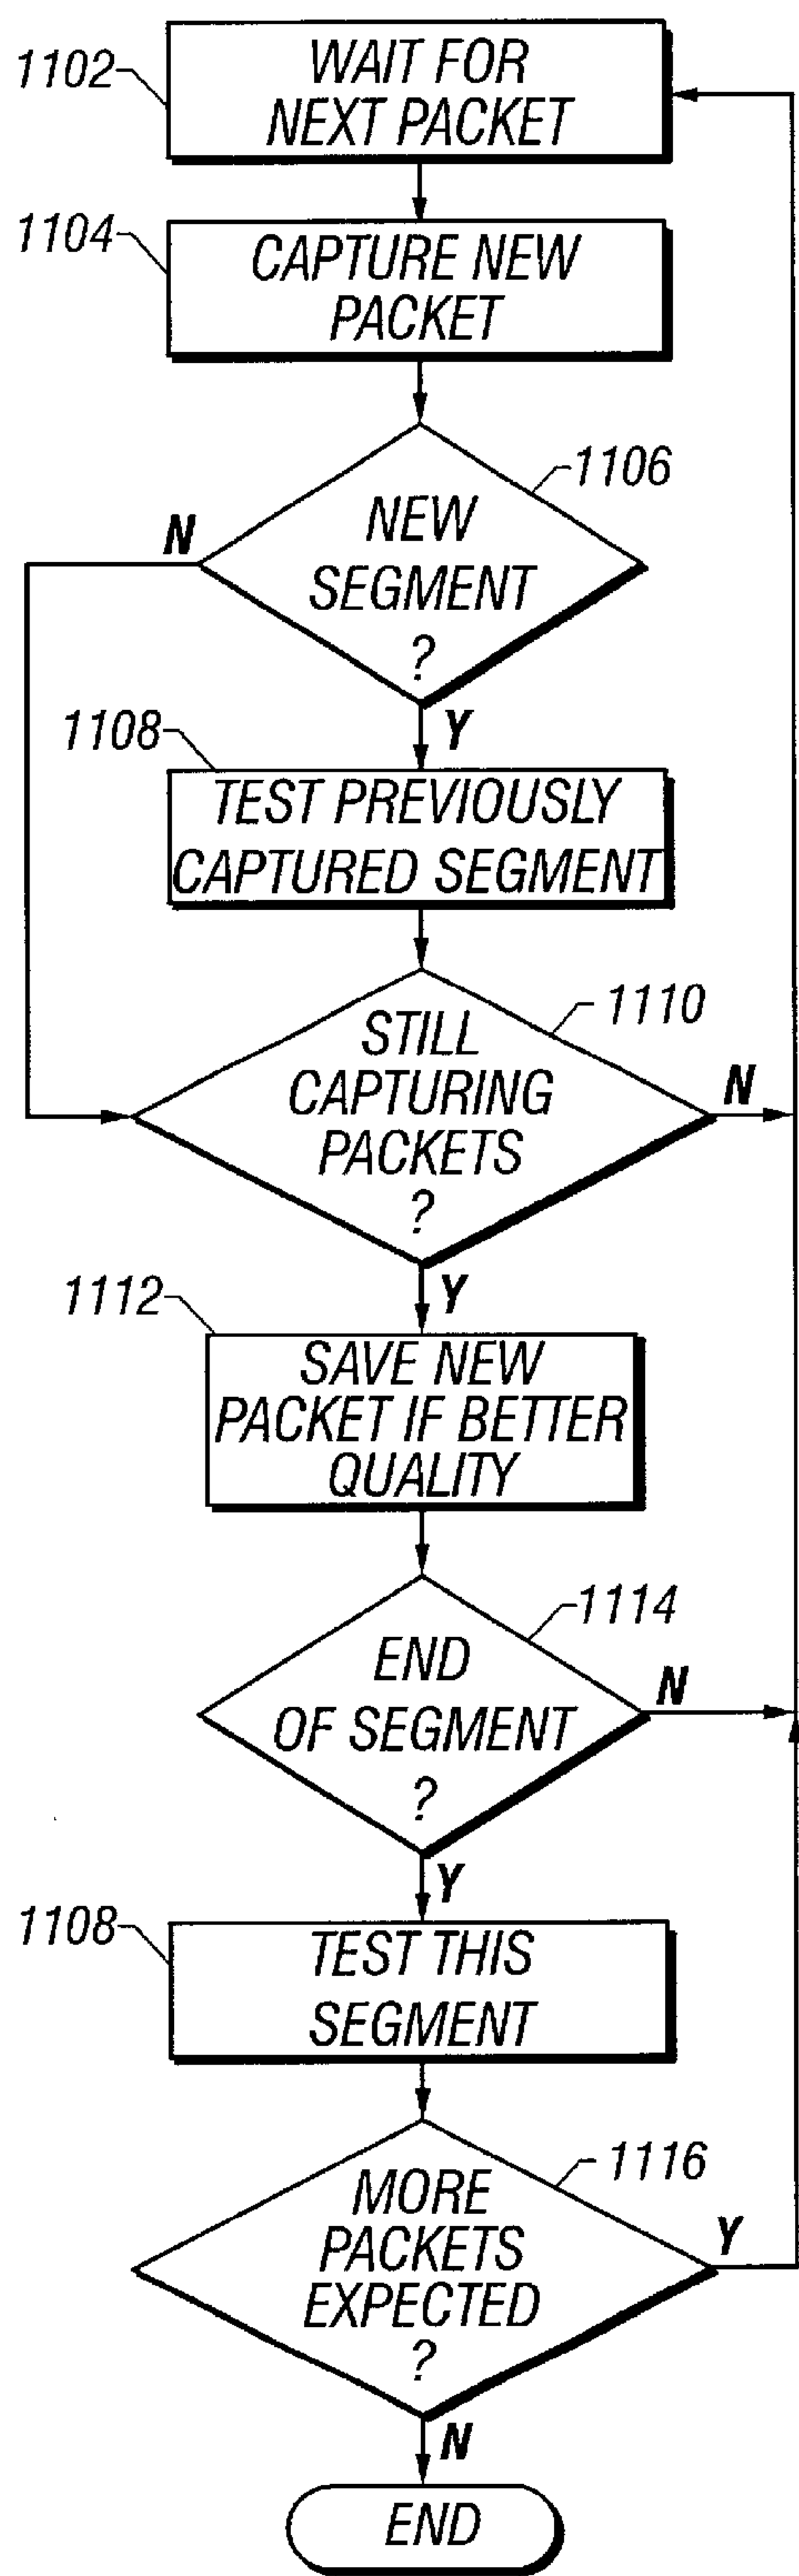 1102
WAIT FOR
NEXT PACKET
1104
CAPTURE NEW
PACKET
1106
NEW
SEGMENT
?
N
Y
1108
TEST PREVIOUSLY
CAPTURED SEGMENT
1110
STILL
CAPTURING
PACKETS
?
N
Y
1112
SAVE NEW
PACKET IF BETTER
QUALITY
1114
END
OF SEGMENT
?
N
Y
1108
TEST THIS
SEGMENT
1116
MORE
PACKETS
EXPECTED
?
Y
N
END